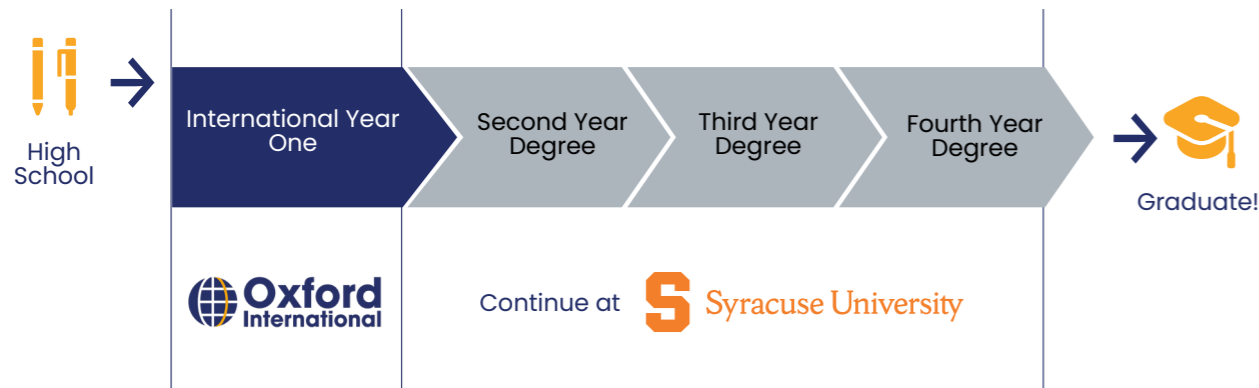 High
School
International Year
One
Second Year
Degree
Third Year
Degree
Fourth Year
Degree
Graduate!
Oxford
International
Continue at
S Syracuse University